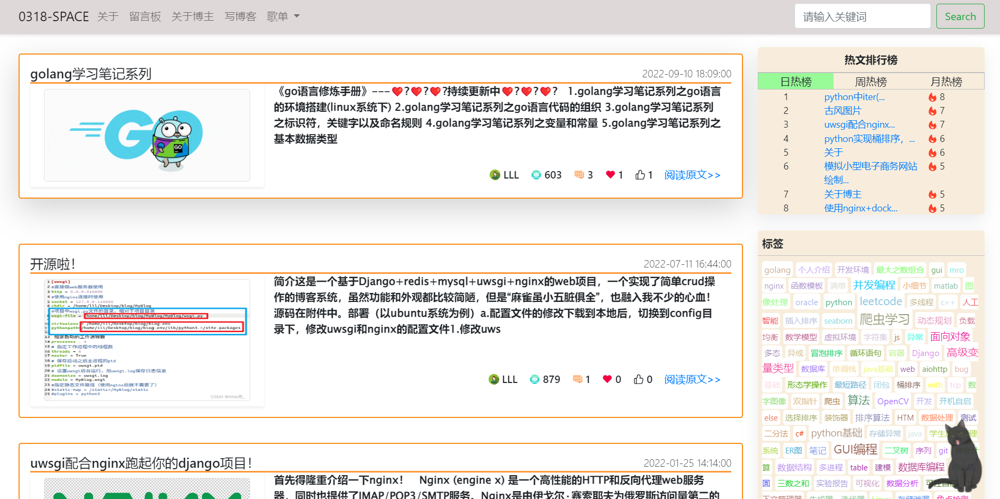 0318-SPACE 关于 留言板 关于博主 写博客 歌单 请输入关键词 Search
golang学习笔记系列 2022-09-10 18:09:00
GO
GO
《go语言修炼手册》---❤️?❤️?❤️?持续更新中❤️?❤️?❤️? 1.golang学习笔记系列之go语言
的环境搭建(linux系统下) 2.golang学习笔记系列之go语言代码的组织 3.golang学习笔记系列
之标识符，关键字以及命名规则 4.golang学习笔记系列之变量和常量 5.golang学习笔记系列之
基本数据类型
LLL 603 3 1 1 阅读原文>>
开源啦！ 2022-07-11 16:44:00
1 [uwsgi]
2 #直接做web服务器使用
3 http = 0.0.0.0:8000
4 #使用nginx连接时使用
5 socket = 127.0.0.1:6666
6 chdir = /home/lll/Desktop/blog/MyBlog
#项目中wsgi.py文件的目录，相对于项目目录
wsgi-file = /home/lll/Desktop/blog/MyBlog/MyBlog/wsgi.py
virtualenv = /home/lll/Desktop/blog/blog-env
pythonpath=/home/lll/Desktop/blog/blog-env/lib/python3.8/site-packages
指定启动的工作进程数
14 processes = 4
15 # 指定工作进程中的线程数
16 threads = 8
17 master = True
18 # 保存启动之后主进程的pid
19 pidfile = uwsgi.pid
20 # 设置uwsgi后台运行，用uwsgi.log保存日志信息
21 daemonize = uwsgi.log
22 module = MyBlog.wsgi
23 #指定静态文件路径（使用nginx后就不需要了）
24 #static-map = /static=/MyBlog/static
25 #plugins = python3
简介这是一个基于Django+redis+mysql+uwsgi+nginx的web项目，一个实现了简单crud操
作的博客系统，虽然功能和外观都比较简陋，但是“麻雀虽小五脏俱全”，也融入我不少的心血！
源码在附件中。部署（以ubuntu系统为例）a.配置文件的修改下载到本地后，切换到config目
录下，修改uwsgi和nginx的配置文件1.修改uws
LLL 879 1 0 0 阅读原文>>
uwsgi配合nginx跑起你的django项目！ 2022-01-25 14:14:00
首先得隆重介绍一下nginx！ Nginx (engine x) 是一个高性能的HTTP和反向代理web服务
器，同时也提供了IMAP/POP3/SMTP服务。Nginx是由伊戈尔·赛索耶夫为俄罗斯访问量第二的
热文排行榜
日热榜 周热榜 月热榜
1 python中iter(... 8
2 古风图片 7
3 uwsgi配合nginx... 7
4 python实现桶排序，... 6
5 关于 6
6 模拟小型电子商务网站 5
绘制...
7 关于博主 5
8 使用nginx+dock... 5
标签
golang 个人介绍 开发环境 最大之数组合 gui mro
nginx 函数模板 清单 并发编程 小细节 matlab 图
像处理 oracle python leetcode 多线程 c++ 人工
智能 插入排序 seaborn 爬虫学习 动态规划 负载
均衡 数学模型 虚拟环境 字符集 js 异常 面向对象
多态 异或 冒泡排序 循环语句 容器 Django 高级变
量类型 数据库 单调栈 java基础 web aiohttp bug
基础 形态学操作 最短路径 闭包 桶排序 with tcp 数
字图像 双指针 爬虫 算法 OpenCV 开发 开机自启
else 选择排序 装饰器 排序算法 HTM 数据处理 测试
二分法 c# python基础 存储异常 java 学生 理
系统 ER图 笔记 GUI编程 二叉树 序列 git
算 数据结构 多进程 table 建模 数据库编程
图 三数之和 实验报告 可视化 数据分析
上下文管理器 生成器 迭代器 Linux 存储泄漏 角点检测